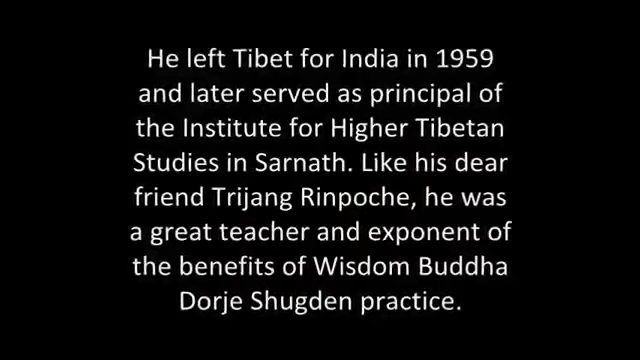 He left Tibet for India in 1959
and later served as principal of
the Institute for Higher Tibetan
Studies in Sarnath. Like his dear
friend Trijang Rinpoche, he was
a great teacher and exponent of
the benefits of Wisdom Buddha
Dorje Shugden practice.